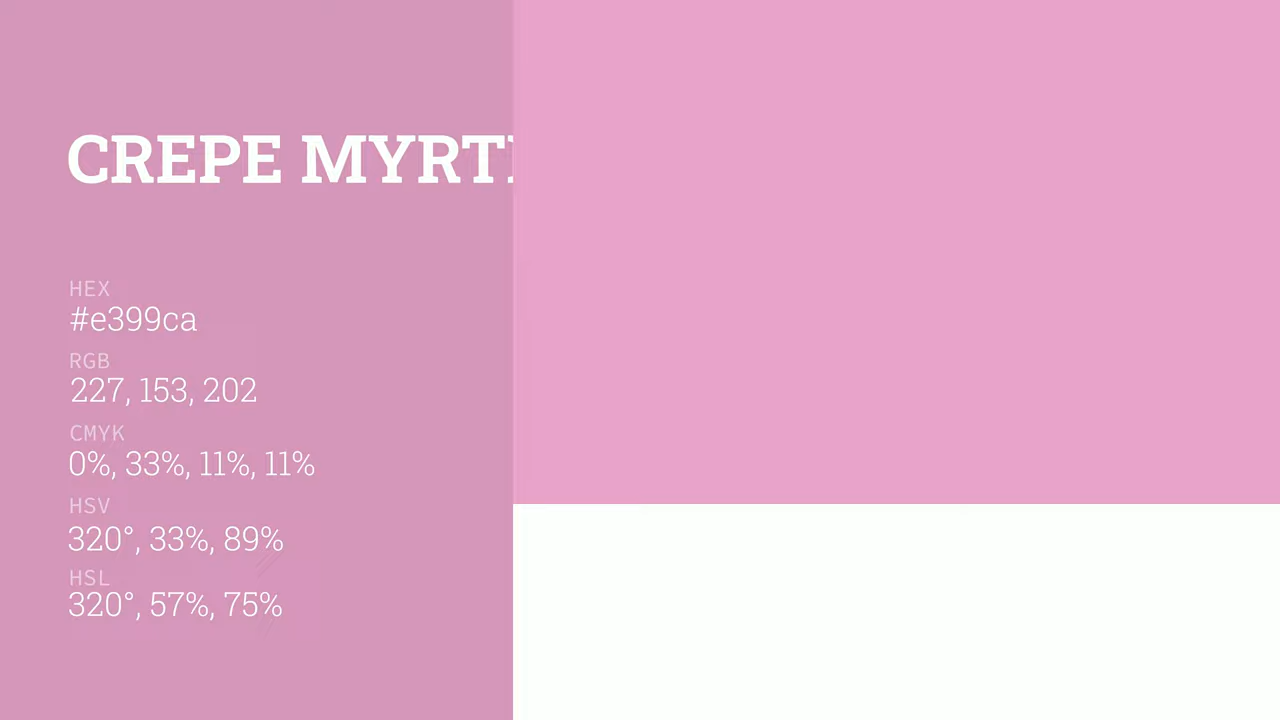 CREPE MYRT
HEX
#e399ca
RGB
227, 153, 202
CMYK
0%, 33%, 11%, 11%
HSV
320°, 33%, 89%
HSL
320°, 57%, 75%